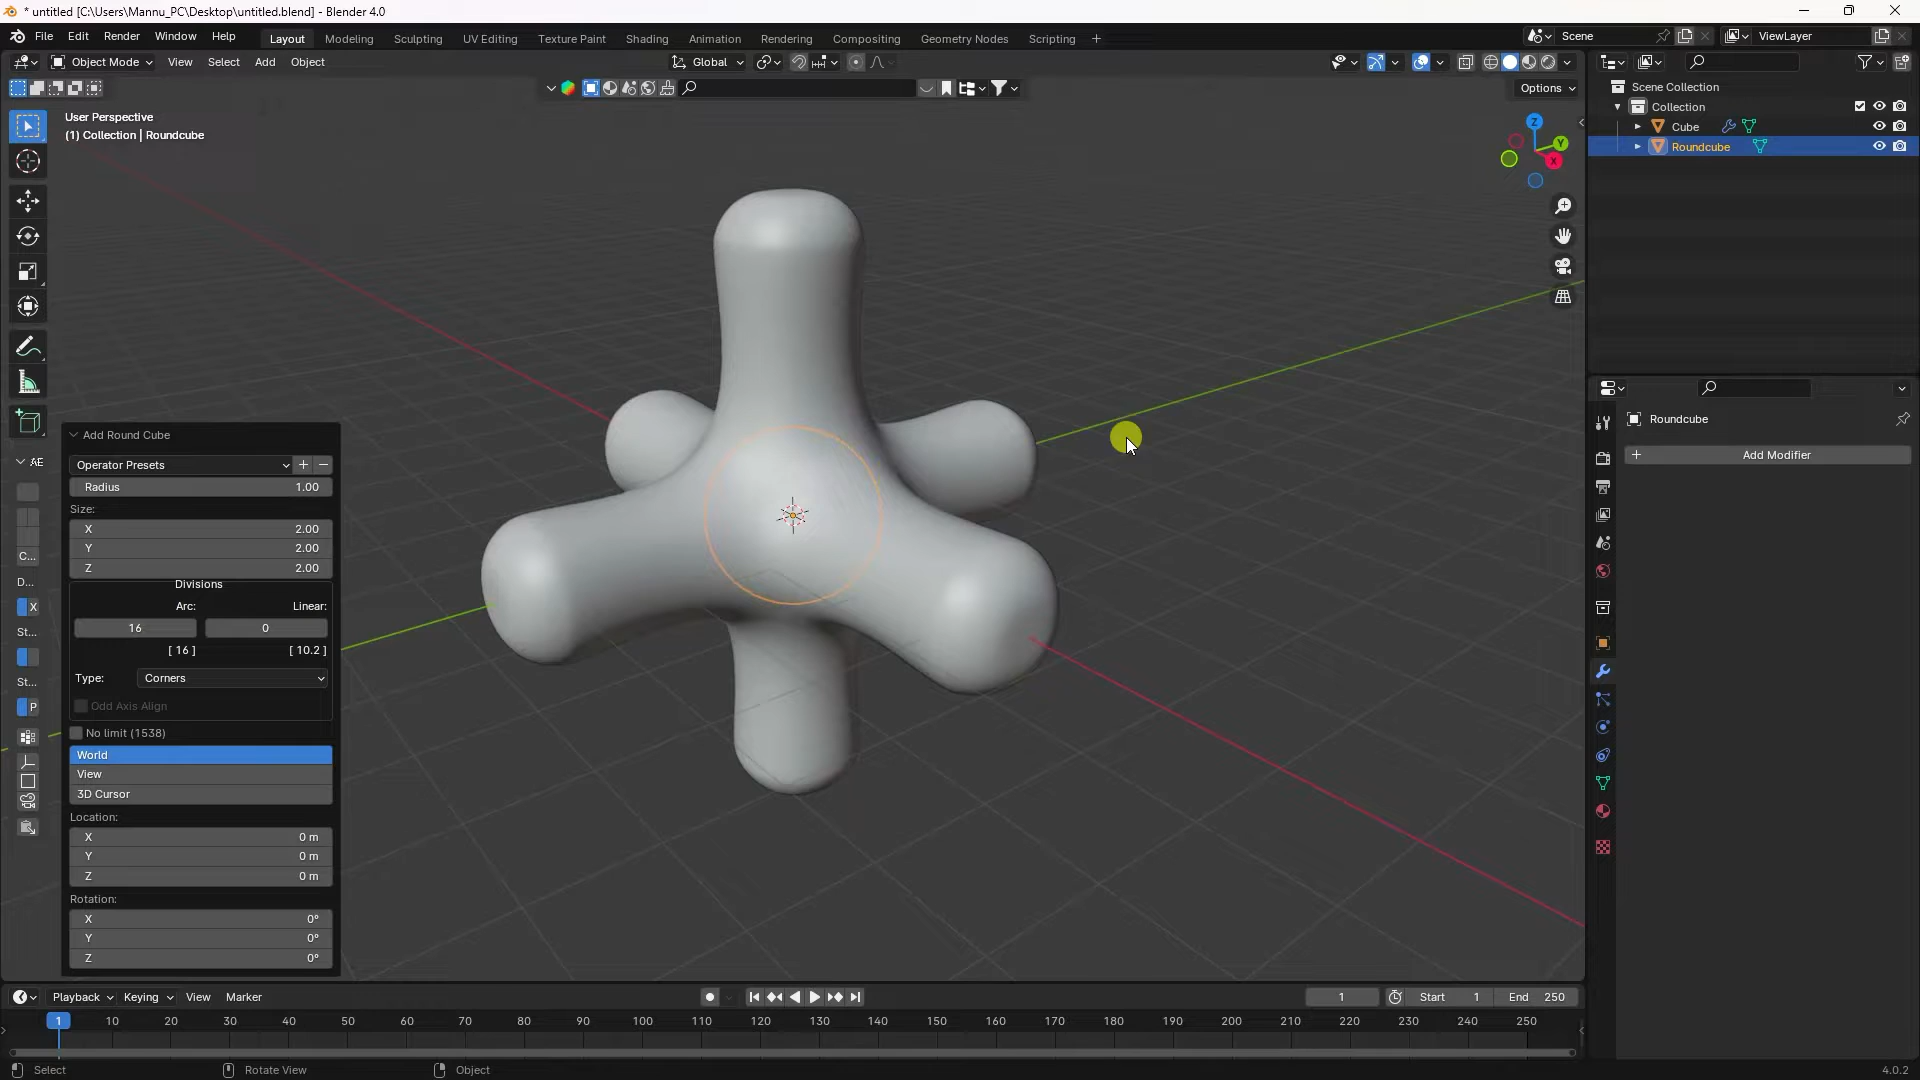 * untitled [C:\Users\Mannu_PC\Desktop\untitled.blend] - Blender 4.0
File Edit Render Window Help
Layout Modeling Sculpting UV Editing Texture Paint Shading Animation Rendering Compositing Geometry Nodes Scripting +
Scene
ViewLayer
Object Mode View Select Add Object
Global
Options
User Perspective
(1) Collection | Roundcube
Z
Y
X
Scene Collection
Collection
Cube
Roundcube
Roundcube
+ Add Modifier
AE
C...
D...
X
St...
St...
P
Add Round Cube
Operator Presets + −
Radius 1.00
Size:
X 2.00
Y 2.00
Z 2.00
Divisions
Arc: Linear:
16 0
[ 16 ] [ 10.2 ]
Type: Corners
Odd Axis Align
No limit (1538)
World
View
3D Cursor
Location:
X 0 m
Y 0 m
Z 0 m
Rotation:
X 0°
Y 0°
Z 0°
Playback Keying View Marker
1 Start 1 End 250
1 10 20 30 40 50 60 70 80 90 100 110 120 130 140 150 160 170 180 190 200 210 220 230 240 250
Select Rotate View Object 4.0.2